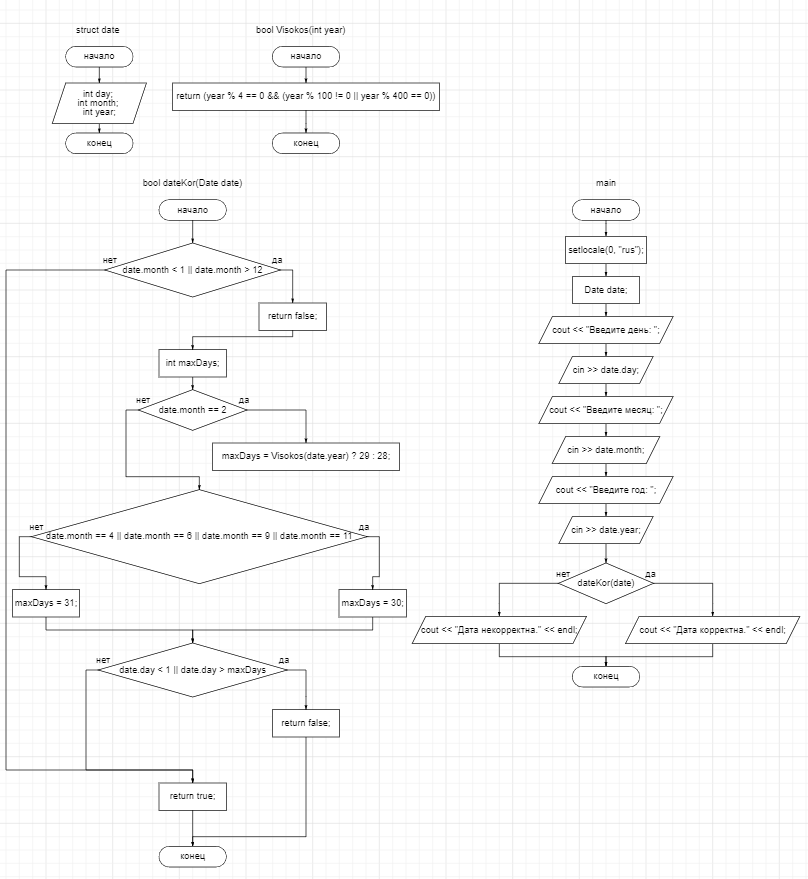 struct date
начало
int day;
int month;
int year;
конец
bool Visokos(int year)
начало
return (year % 4 == 0 && (year % 100 != 0 || year % 400 == 0))
конец
bool dateKor(Date date)
начало
нет
да
date.month < 1 || date.month > 12
return false;
int maxDays;
нет
да
date.month == 2
maxDays = Visokos(date.year) ? 29 : 28;
нет
да
date.month == 4 || date.month == 6 || date.month == 9 || date.month == 11
maxDays = 31;
maxDays = 30;
нет
да
date.day < 1 || date.day > maxDays
return false;
return true;
конец
main
начало
setlocale(0, "rus");
Date date;
cout << "Введите день: ";
cin >> date.day;
cout << "Введите месяц: ";
cin >> date.month;
cout << "Введите год: ";
cin >> date.year;
нет
да
dateKor(date)
cout << "Дата некорректна." << endl;
cout << "Дата корректна." << endl;
конец